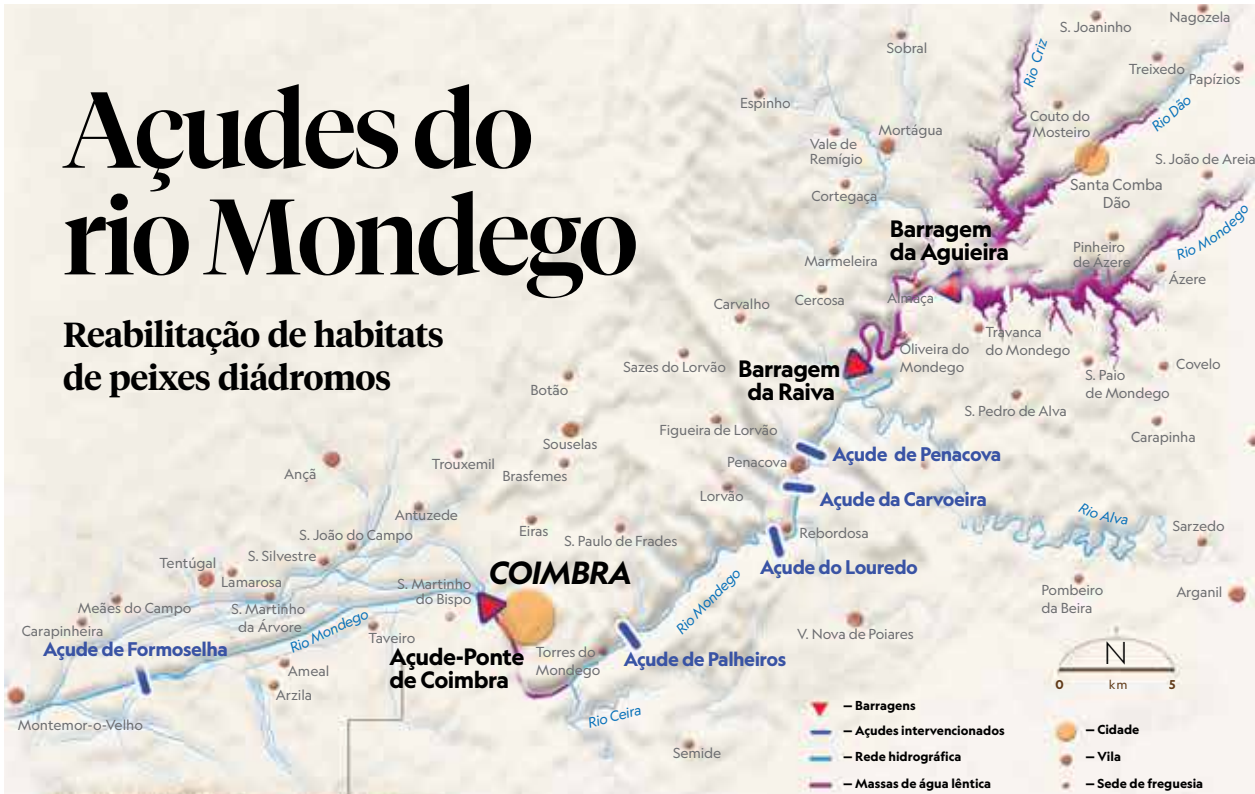 Açudes do
rio Mondego
Reabilitação de habitats
de peixes diádromos
S. Joaninho
Nagozela
Sobral
Rio Criz
Treixedo
Papízios
Espinho
Couto do
Mosteiro
Rio Dão
Mortágua
Vale de
Remígio
S. João de Areia
Cortegaça
Santa Comba
Dão
Barragem
da Aguieira
Rio Mondego
Pinheiro
de Ázere
Marmeleira
Ázere
Carvalho
Cercosa
Almaça
Travanca
do Mondego
Oliveira do
Mondego
Sazes do Lorvão
Barragem
da Raiva
Covelo
S. Paio
de Mondego
Botão
S. Pedro de Alva
Figueira de Lorvão
Carapinha
Souselas
Açude de Penacova
Penacova
Trouxemil
Ançã
Brasfemes
Lorvão
Açude da Carvoeira
Antuzede
Rio Alva
Eiras
S. João do Campo
S. Paulo de Frades
Rebordosa
Sarzedo
S. Silvestre
Tentúgal
Lamarosa
COIMBRA
Açude do Louredo
S. Martinho
do Bispo
Pombeiro
da Beira
Arganil
Meães do Campo
S. Martinho
da Árvore
Rio Mondego
Carapinheira
Rio Mondego
Taveiro
V. Nova de Poiares
Açude de Formoselha
Açude-Ponte
de Coimbra
Torres do
Mondego
Açude de Palheiros
Ameal
Arzila
N
0 km 5
Montemor-o-Velho
Rio Ceira
Semide
– Barragens
– Açudes intervencionados
– Rede hidrográfica
– Massas de água lêntica
– Cidade
– Vila
– Sede de freguesia